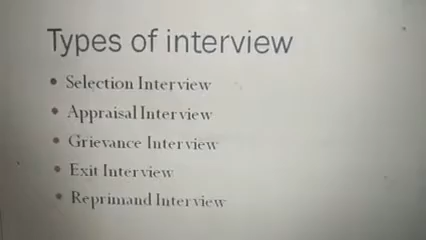 Types of interview
• Selection Interview
• Appraisal Interview
• Grievance Interview
• Exit Interview
• Reprimand Interview